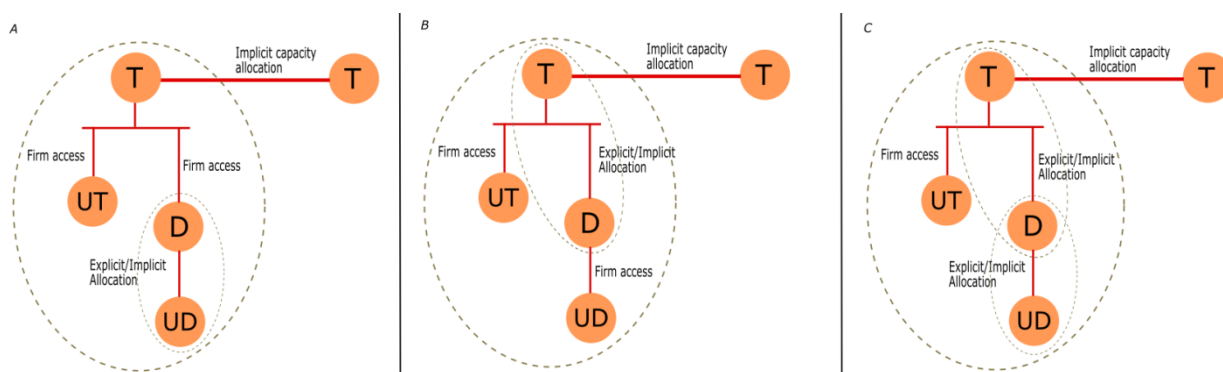 A
Implicit capacity
allocation
T
T
Firm access
Firm access
UT
D
Explicit/Implicit
Allocation
UD
B
Implicit capacity
allocation
T
T
Firm access
Explicit/Implicit
Allocation
UT
D
Firm access
UD
C
Implicit capacity
allocation
T
T
Firm access
Explicit/Implicit
Allocation
UT
D
Explicit/Implicit
Allocation
UD